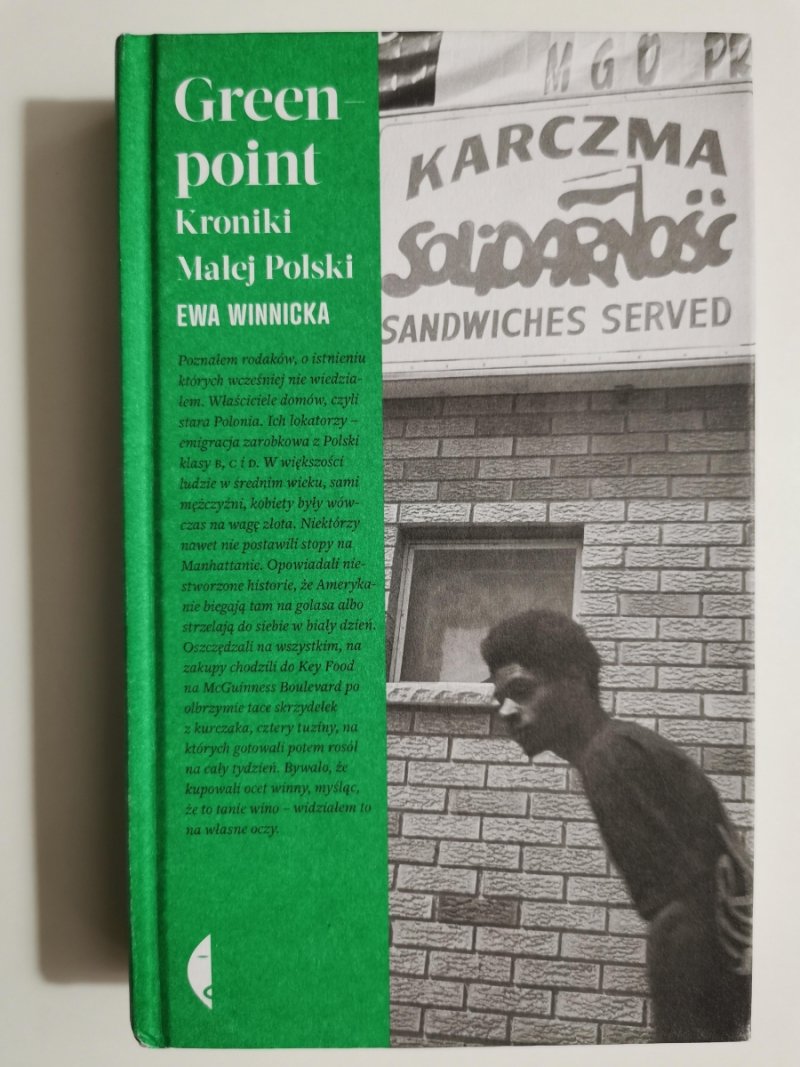 Green-
point
Kroniki
Małej Polski
EWA WINNICKA
Poznałem rodaków, o istnieniu
których wcześniej nie wiedzia-
łem. Właściciele domów, czyli
stara Polonia. Ich lokatorzy –
emigracja zarobkowa z Polski
klasy B, C i D. W większości
ludzie w średnim wieku, sami
mężczyźni, kobiety były wów-
czas na wagę złota. Niektórzy
nawet nie postawili stopy na
Manhattanie. Opowiadali nie-
stworzone historie, że Ameryka-
nie biegają tam na golasa albo
strzelają do siebie w biały dzień.
Oszczędzali na wszystkim, na
zakupy chodzili do Key Food
na McGuinness Boulevard po
olbrzymie tace skrzydełek
z kurczaka, cztery tuziny, na
których gotowali potem rosół
na cały tydzień. Bywało, że
kupowali ocet winny, myśląc,
że to tanie wino – widziałem to
na własne oczy.
MGD PR
KARCZMA
SOLiDARNOŚĆ
SANDWICHES SERVED